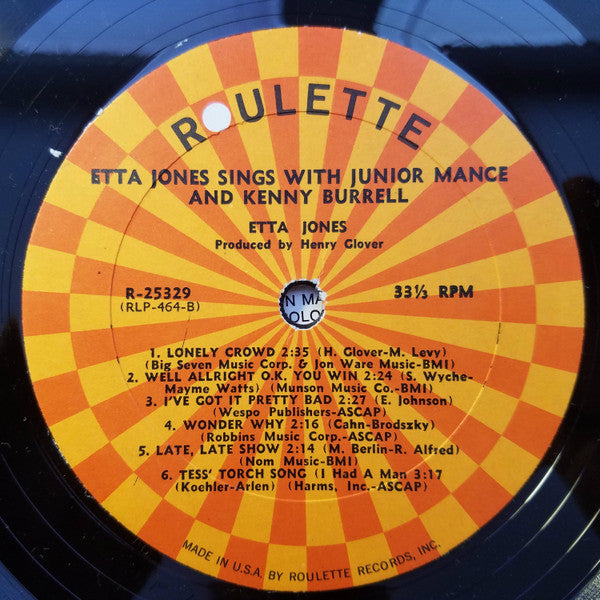 ROULETTE
ETTA JONES SINGS WITH JUNIOR MANCE
AND KENNY BURRELL
ETTA JONES
Produced by Henry Glover
R-25329
(RLP-464-B)
33⅓ RPM
N MA
OLO
1. LONELY CROWD 2:35 (H. Glover-M. Levy)
(Big Seven Music Corp. & Jon Ware Music-BMI)
2. WELL ALLRIGHT O.K. YOU WIN 2:24 (S. Wyche-
Mayme Watts) (Munson Music Co.-BMI)
3. I'VE GOT IT PRETTY BAD 2:27 (E. Johnson)
(Wespo Publishers-ASCAP)
4. WONDER WHY 2:16 (Cahn-Brodszky)
(Robbins Music Corp.-ASCAP)
5. LATE, LATE SHOW 2:14 (M. Berlin-R. Alfred)
(Nom Music-BMI)
6. TESS' TORCH SONG (I Had A Man 3:17
(Koehler-Arlen) (Harms, Inc.-ASCAP)
MADE IN U.S.A. BY ROULETTE RECORDS, INC.